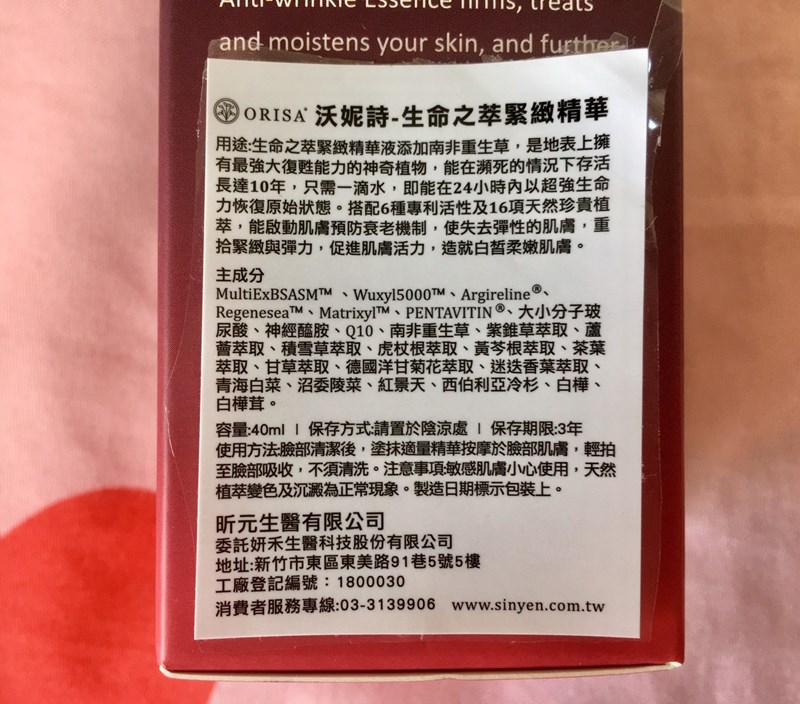 Anti-wrinkle Essence firms, treats
and moistens your skin, and further-
ORISA® 沃妮詩-生命之萃緊緻精華
用途:生命之萃緊緻精華液添加南非重生草，是地表上擁
有最強大復甦能力的神奇植物，能在瀕死的情況下存活
長達10年，只需一滴水，即能在24小時內以超強生命
力恢復原始狀態。搭配6種專利活性及16項天然珍貴植
萃，能啟動肌膚預防衰老機制，使失去彈性的肌膚，重
拾緊緻與彈力，促進肌膚活力，造就白皙柔嫩肌膚。
主成分
MultiExBSASM™ 、Wuxyl5000™、Argireline®、
Regenesea™、Matrixyl™、PENTAVITIN®、大小分子玻
尿酸、神經醯胺、Q10、南非重生草、紫錐草萃取、蘆
薈萃取、積雪草萃取、虎杖根萃取、黃芩根萃取、茶葉
萃取、甘草萃取、德國洋甘菊花萃取、迷迭香葉萃取、
青海白菜、沼委陵菜、紅景天、西伯利亞冷杉、白樺、
白樺茸。
容量:40ml | 保存方式:請置於陰涼處 | 保存期限:3年
使用方法:臉部清潔後，塗抹適量精華按摩於臉部肌膚，輕拍
至臉部吸收，不須清洗。注意事項:敏感肌膚小心使用，天然
植萃變色及沉澱為正常現象。製造日期標示包裝上。
昕元生醫有限公司
委託妍禾生醫科技股份有限公司
地址:新竹市東區東美路91巷5號5樓
工廠登記編號：1800030
消費者服務專線:03-3139906 www.sinyen.com.tw